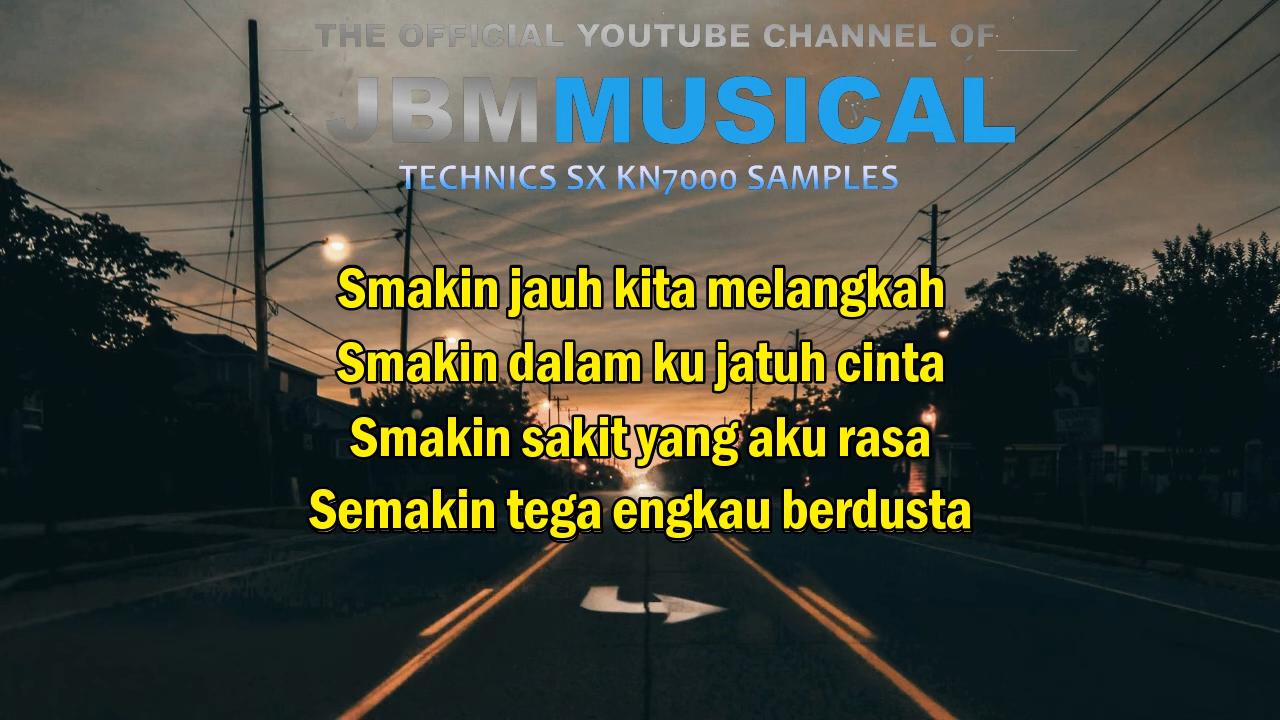 THE OFFICIAL YOUTUBE CHANNEL OF
JBM MUSICAL
TECHNICS SX KN7000 SAMPLES
Smakin jauh kita melangkah
Smakin dalam ku jatuh cinta
Smakin sakit yang aku rasa
Semakin tega engkau berdusta